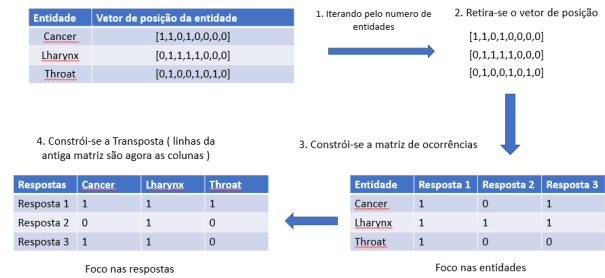 Entidade Vetor de posição da entidade
Cancer [1,1,0,1,0,0,0,0]
Lharynx [0,1,1,1,1,0,0,0]
Throat [0,1,0,0,1,0,1,0]
1. Iterando pelo numero de
entidades
2. Retira-se o vetor de posição
[1,1,0,1,0,0,0,0]
[0,1,1,1,1,0,0,0]
[0,1,0,0,1,0,1,0]
3. Constrói-se a matriz de ocorrências
Entidade Resposta 1 Resposta 2 Resposta 3
Cancer 1 0 1
Lharynx 1 1 1
Throat 1 0 0
Foco nas entidades
4. Constrói-se a Transposta ( linhas da
antiga matriz são agora as colunas )
Respostas Cancer Lharynx Throat
Resposta 1 1 1 1
Resposta 2 0 1 0
Resposta 3 1 1 0
Foco nas respostas